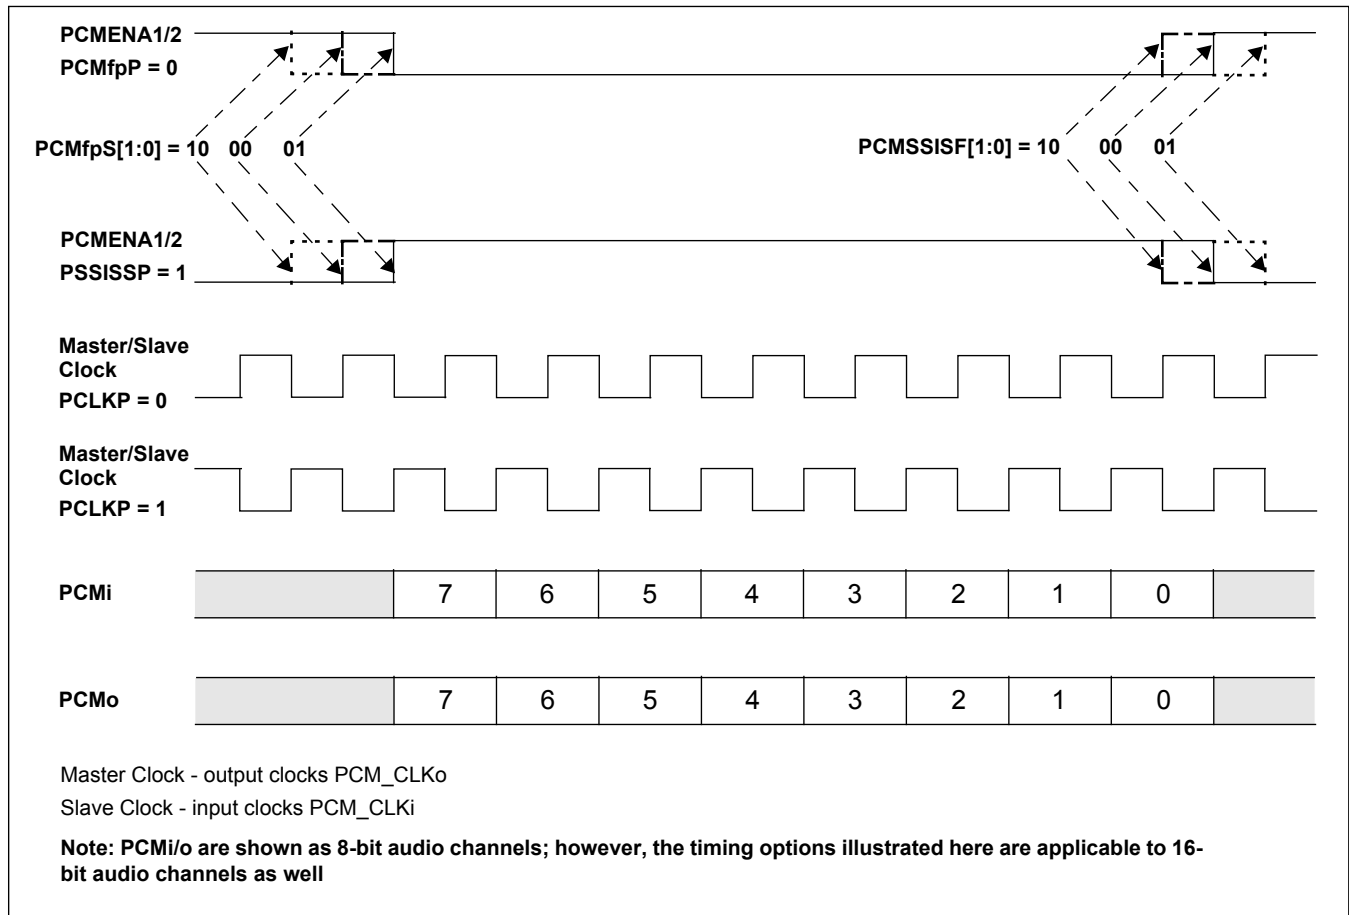 PCMENA1/2
PCMfpP = 0
PCMfpS[1:0] = 10 00 01
PCMSSISF[1:0] = 10 00 01
PCMENA1/2
PSSISSP = 1
Master/Slave
Clock
PCLKP = 0
Master/Slave
Clock
PCLKP = 1
PCMi 7 6 5 4 3 2 1 0
PCMo 7 6 5 4 3 2 1 0
Master Clock - output clocks PCM_CLKo
Slave Clock - input clocks PCM_CLKi
Note: PCMi/o are shown as 8-bit audio channels; however, the timing options illustrated here are applicable to 16-
bit audio channels as well